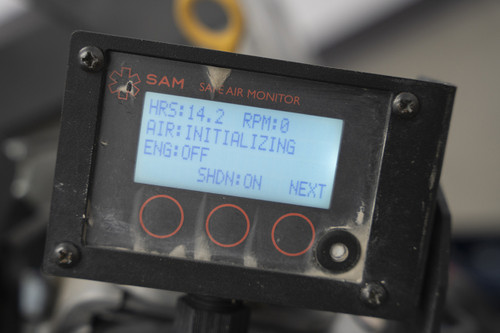 SAM SAFE AIR MONITOR
HRS:14.2 RPM:0
AIR:INITIALIZING
ENG:OFF
SHDN:ON NEXT